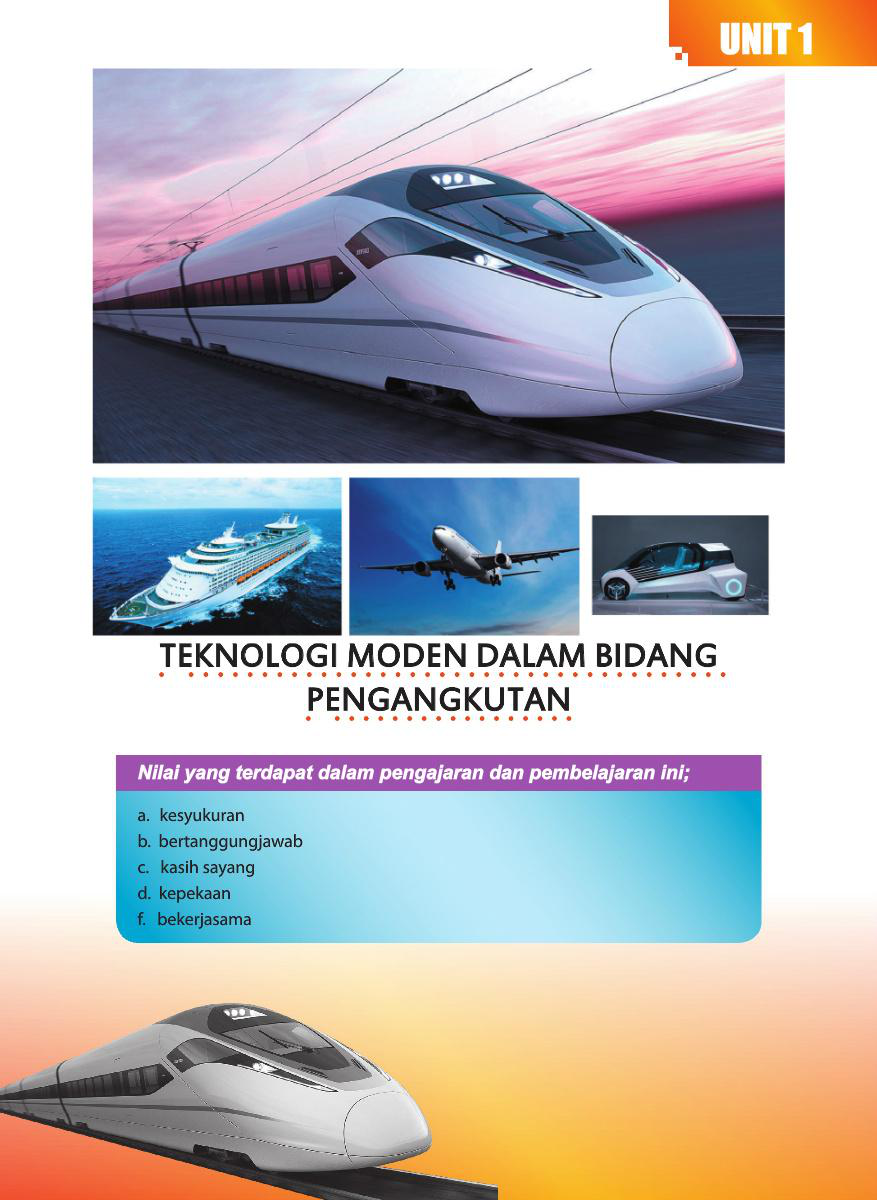 UNIT 1
TEKNOLOGI MODEN DALAM BIDANG
PENGANGKUTAN
Nilai yang terdapat dalam pengajaran dan pembelajaran ini;
a. kesyukuran
b. bertanggungjawab
c. kasih sayang
d. kepekaan
f. bekerjasama